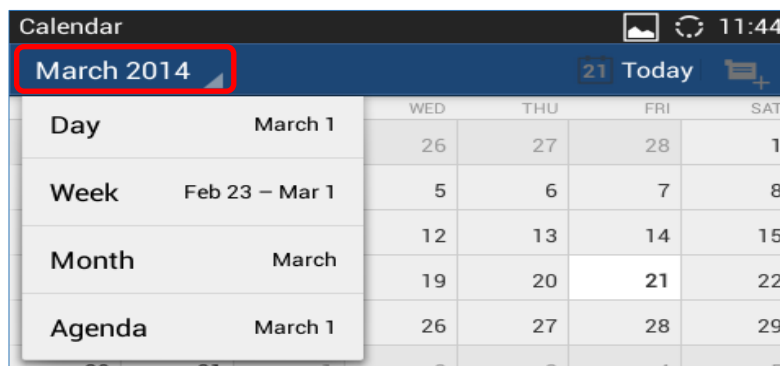 Calendar 11:44
March 2014 21 Today
Day March 1
WED THU FRI SAT
26 27 28 1
Week Feb 23 – Mar 1
5 6 7 8
12 13 14 15
Month March
19 20 21 22
Agenda March 1
26 27 28 29